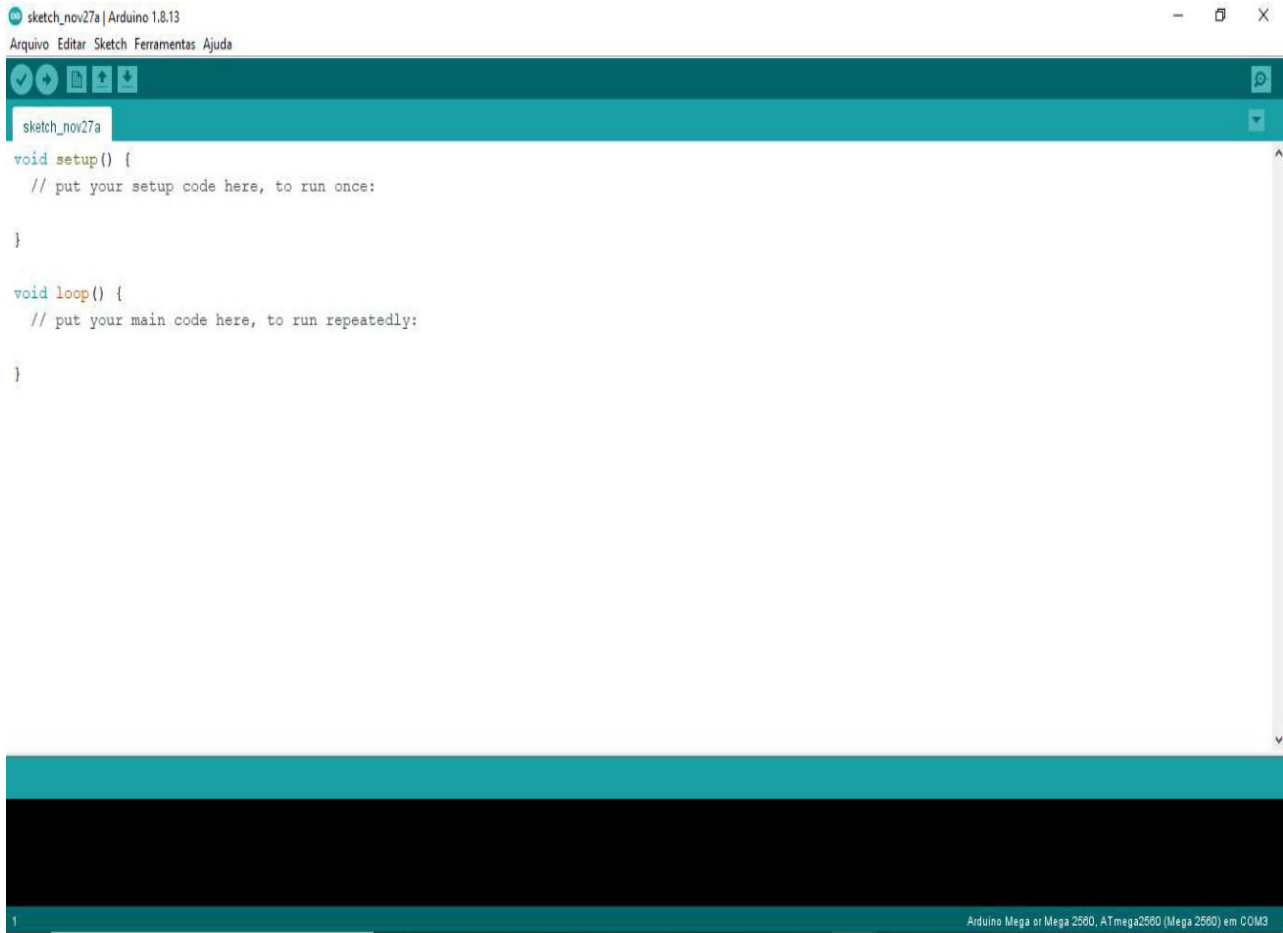 sketch_nov27a | Arduino 1.8.13
Arquivo Editar Sketch Ferramentas Ajuda
sketch_nov27a
void setup() {
  // put your setup code here, to run once:
}
void loop() {
  // put your main code here, to run repeatedly:
}
1
Arduino Mega or Mega 2560, ATmega2560 (Mega 2560) em COM3